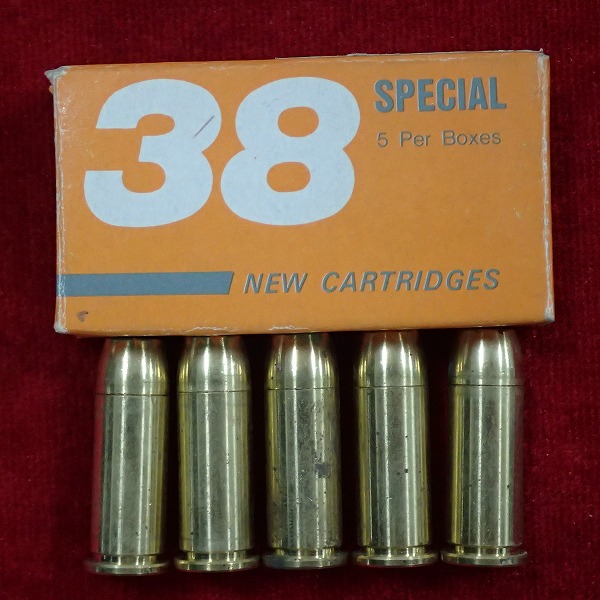 38
SPECIAL
5 Per Boxes
NEW CARTRIDGES